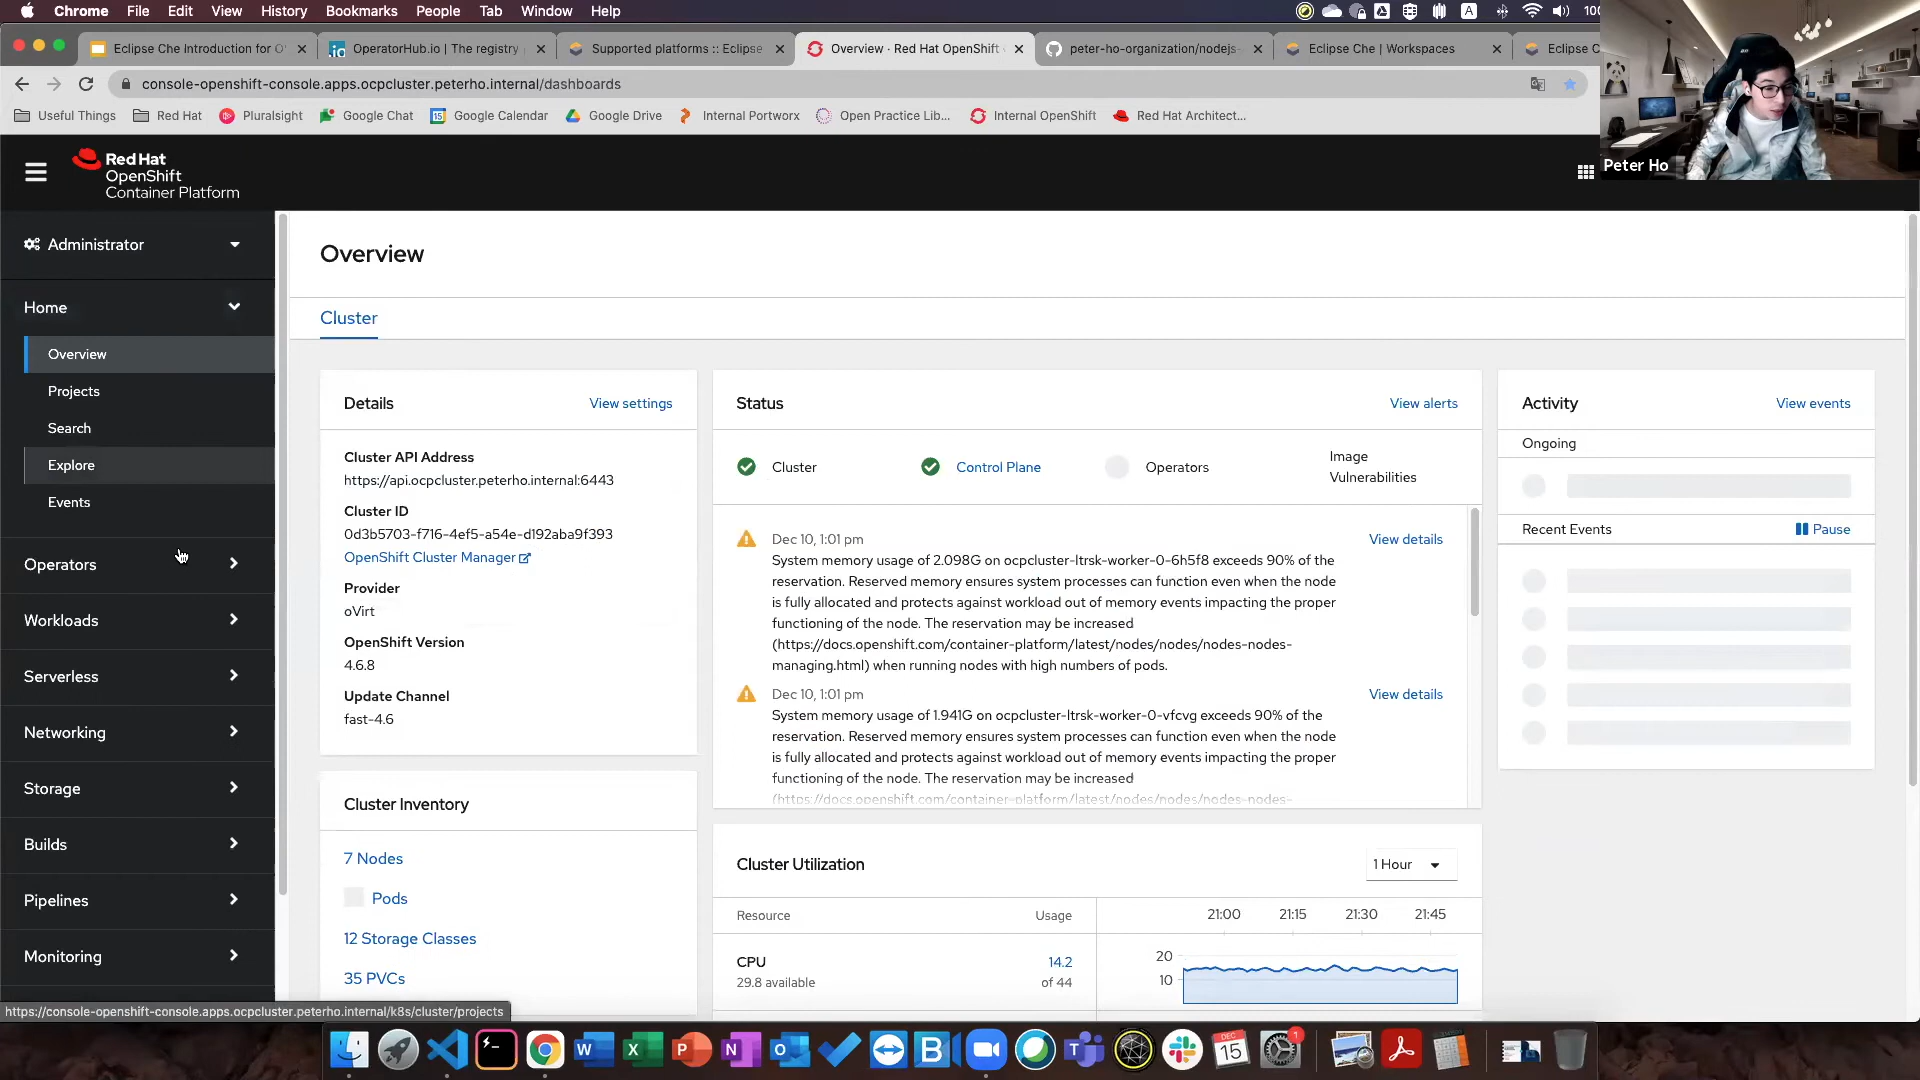 Chrome File Edit View History Bookmarks People Tab Window Help
Eclipse Che Introduction for O
OperatorHub.io | The registry
Supported platforms :: Eclipse
Overview · Red Hat OpenShift
peter-ho-organization/nodejs-
Eclipse Che | Workspaces
Eclipse C
console-openshift-console.apps.ocpcluster.peterho.internal/dashboards
Useful Things
Red Hat
Pluralsight
Google Chat
Google Calendar
Google Drive
Internal Portworx
Open Practice Lib...
Internal OpenShift
Red Hat Architect...
Peter Ho
Red Hat
OpenShift
Container Platform
Administrator
Home
Overview
Projects
Search
Explore
Events
Operators
Workloads
Serverless
Networking
Storage
Builds
Pipelines
Monitoring
https://console-openshift-console.apps.ocpcluster.peterho.internal/k8s/cluster/projects
Overview
Cluster
Details View settings
Cluster API Address
https://api.ocpcluster.peterho.internal:6443
Cluster ID
0d3b5703-f716-4ef5-a54e-d192aba9f393
OpenShift Cluster Manager
Provider
oVirt
OpenShift Version
4.6.8
Update Channel
fast-4.6
Cluster Inventory
7 Nodes
Pods
12 Storage Classes
35 PVCs
Status View alerts
Cluster
Control Plane
Operators
Image
Vulnerabilities
Dec 10, 1:01 pm View details
System memory usage of 2.098G on ocpcluster-ltrsk-worker-0-6h5f8 exceeds 90% of the
reservation. Reserved memory ensures system processes can function even when the node
is fully allocated and protects against workload out of memory events impacting the proper
functioning of the node. The reservation may be increased
(https://docs.openshift.com/container-platform/latest/nodes/nodes/nodes-nodes-
managing.html) when running nodes with high numbers of pods.
Dec 10, 1:01 pm View details
System memory usage of 1.941G on ocpcluster-ltrsk-worker-0-vfcvg exceeds 90% of the
reservation. Reserved memory ensures system processes can function even when the node
is fully allocated and protects against workload out of memory events impacting the proper
functioning of the node. The reservation may be increased
(https://docs.openshift.com/container-platform/latest/nodes/nodes/nodes-nodes-
Cluster Utilization 1 Hour
Resource Usage 21:00 21:15 21:30 21:45
CPU 14.2
29.8 available of 44
20
10
Activity View events
Ongoing
Recent Events Pause
DEC
15
1